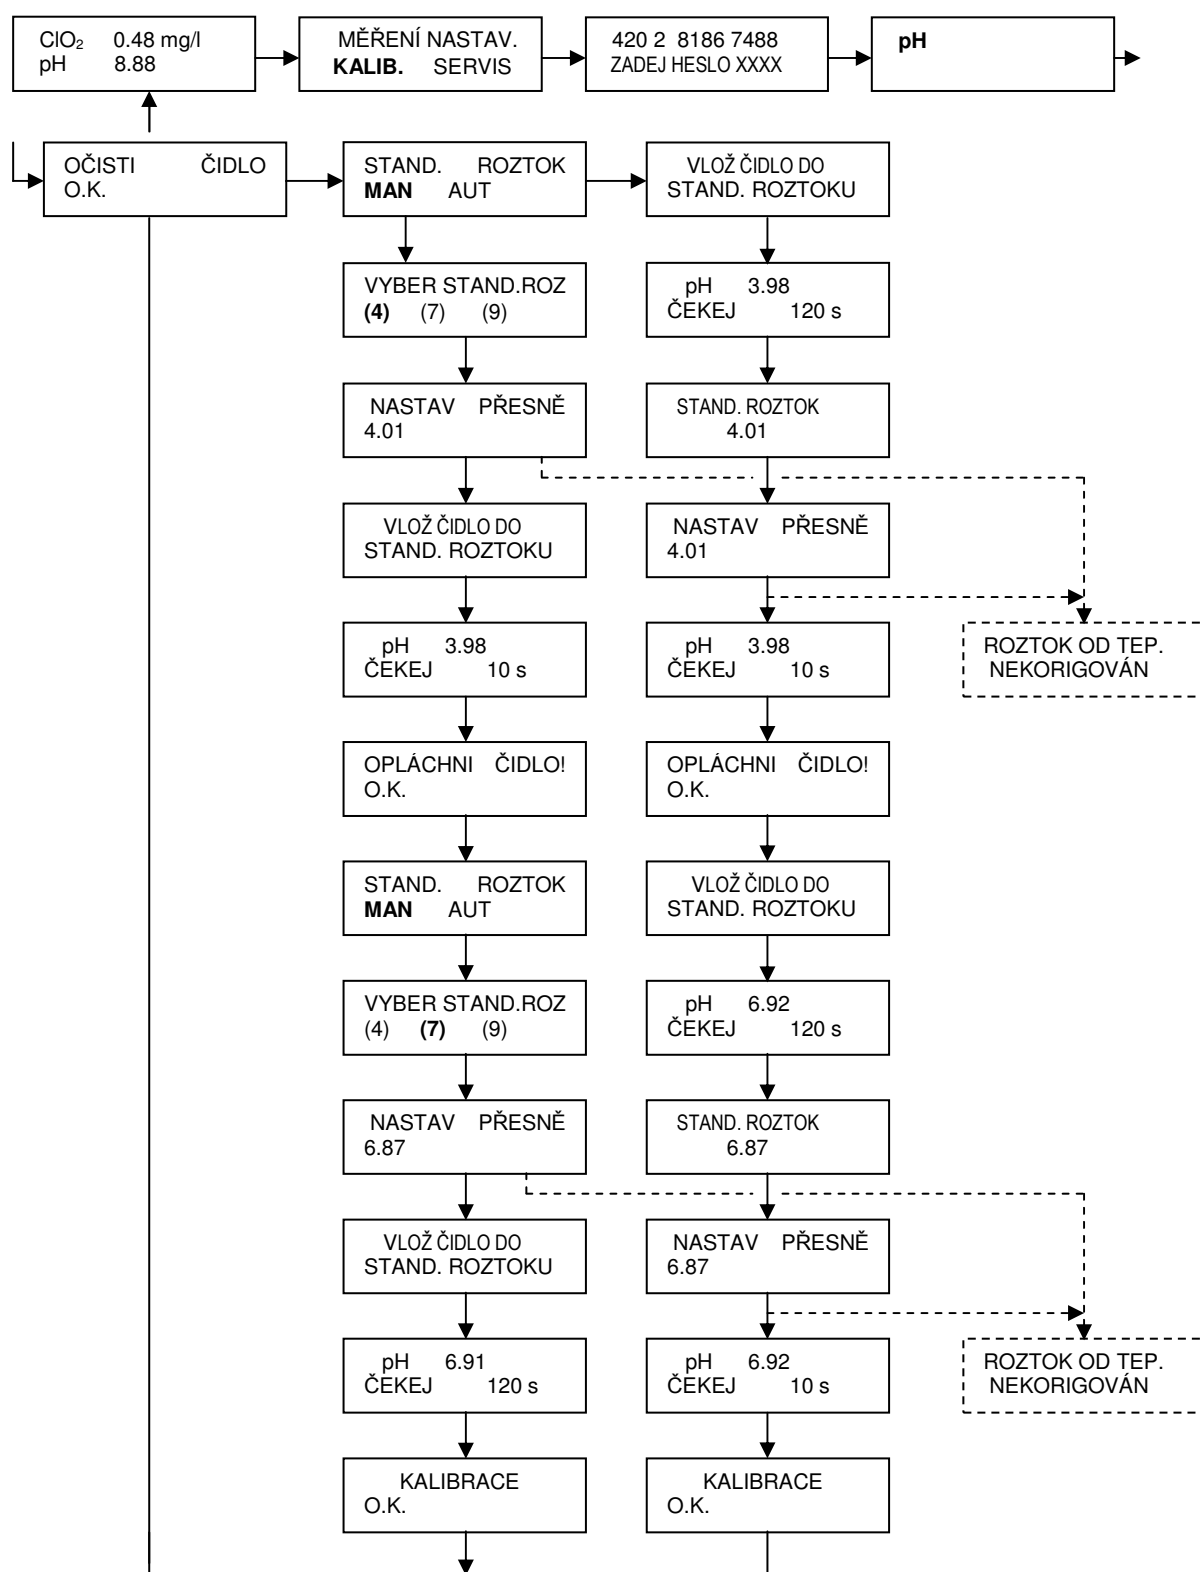 ClO₂ 0.48 mg/l
pH 8.88
MĚŘENÍ NASTAV.
KALIB. SERVIS
420 2 8186 7488
ZADEJ HESLO XXXX
pH
OČISTI ČIDLO
O.K.
STAND. ROZTOK
MAN AUT
VLOŽ ČIDLO DO
STAND. ROZTOKU
VYBER STAND.ROZ
(4) (7) (9)
pH 3.98
ČEKEJ 120 s
NASTAV PŘESNĚ
4.01
STAND. ROZTOK
4.01
VLOŽ ČIDLO DO
STAND. ROZTOKU
NASTAV PŘESNĚ
4.01
pH 3.98
ČEKEJ 10 s
pH 3.98
ČEKEJ 10 s
ROZTOK OD TEP.
NEKORIGOVÁN
OPLÁCHNI ČIDLO!
O.K.
OPLÁCHNI ČIDLO!
O.K.
STAND. ROZTOK
MAN AUT
VLOŽ ČIDLO DO
STAND. ROZTOKU
VYBER STAND.ROZ
(4) (7) (9)
pH 6.92
ČEKEJ 120 s
NASTAV PŘESNĚ
6.87
STAND. ROZTOK
6.87
VLOŽ ČIDLO DO
STAND. ROZTOKU
NASTAV PŘESNĚ
6.87
pH 6.91
ČEKEJ 120 s
pH 6.92
ČEKEJ 10 s
ROZTOK OD TEP.
NEKORIGOVÁN
KALIBRACE
O.K.
KALIBRACE
O.K.